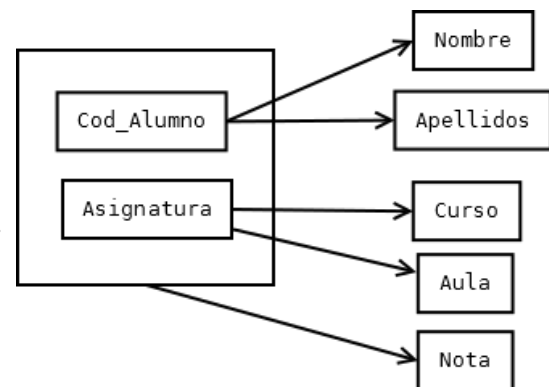 Nombre
Cod_Alumno
Apellidos
Asignatura
Curso
Aula
Nota